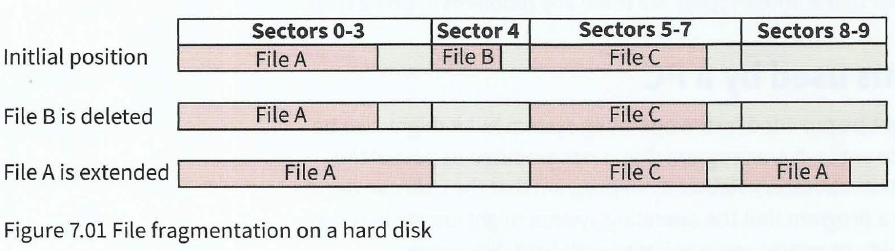 Sectors 0-3 Sector 4 Sectors 5-7 Sectors 8-9
Initlial position File A File B File C
File B is deleted File A File C
File A is extended File A File C File A
Figure 7.01 File fragmentation on a hard disk